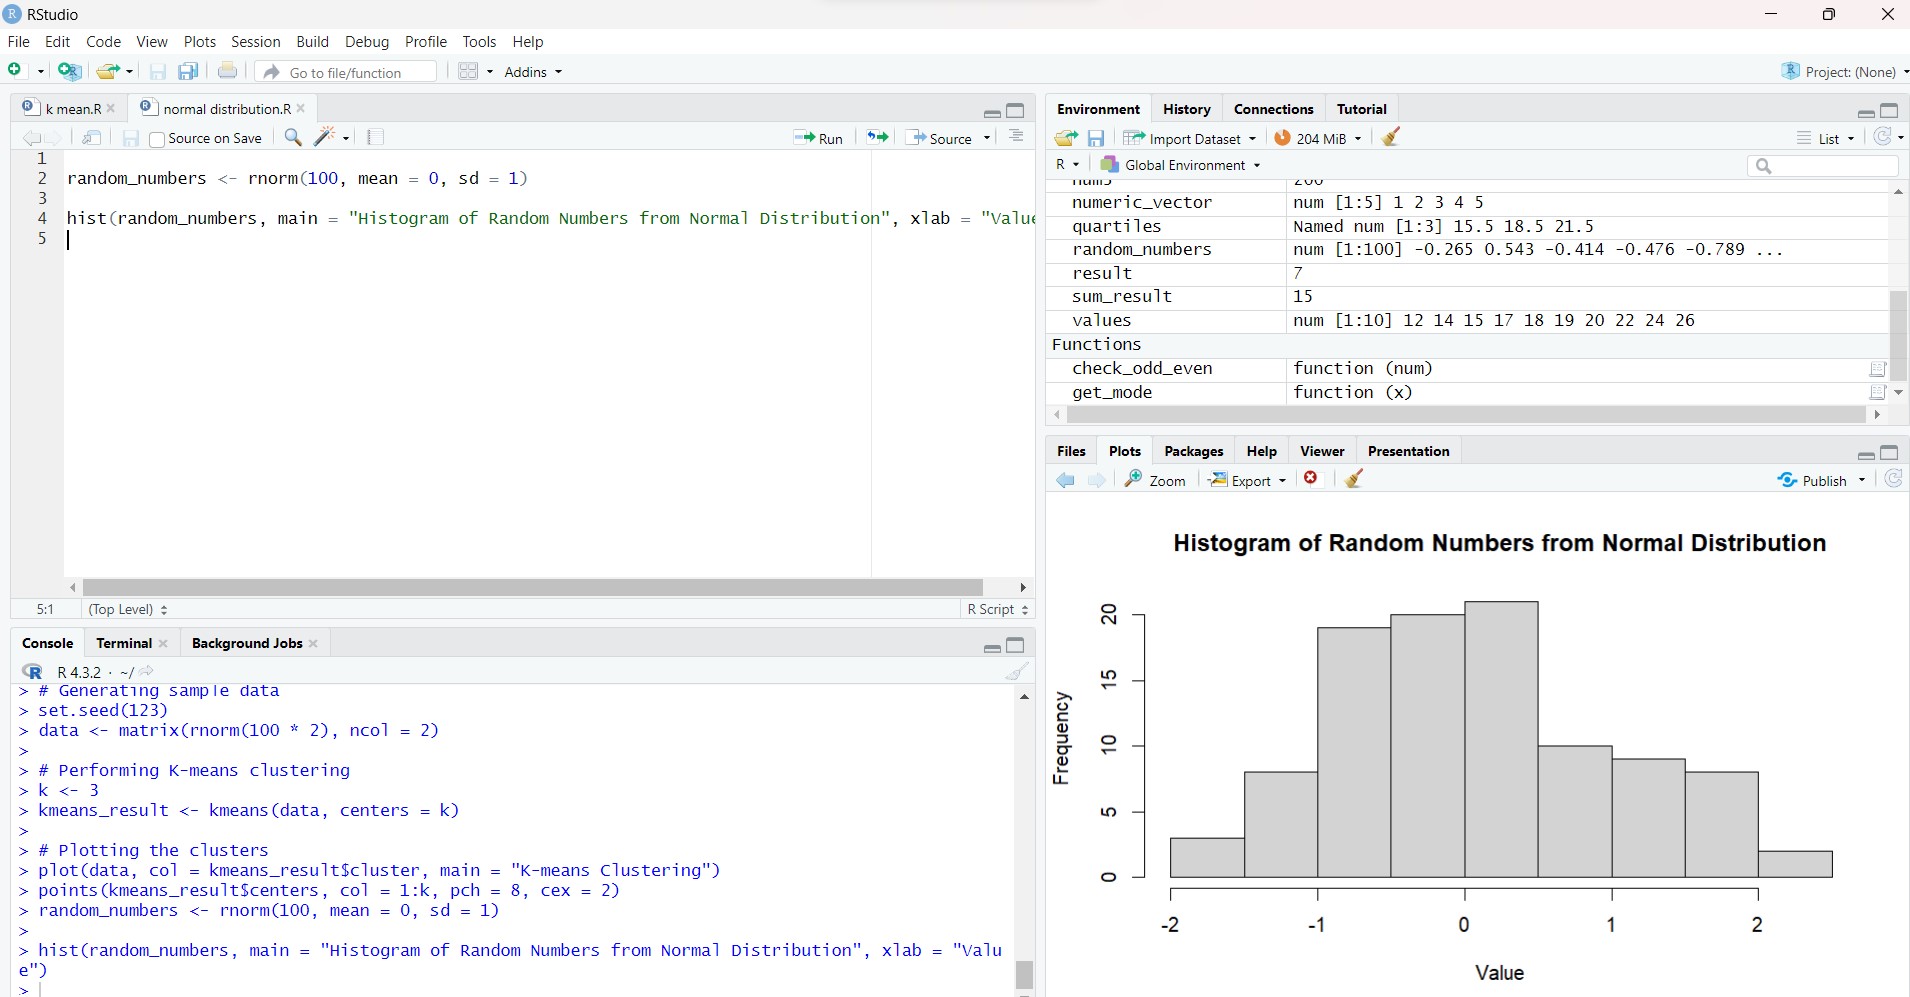 RStudio
File Edit Code View Plots Session Build Debug Profile Tools Help
Go to file/function Addins Project: (None)
k mean.R normal distribution.R
Source on Save Run Source
1
2 random_numbers <- rnorm(100, mean = 0, sd = 1)
3
4 hist(random_numbers, main = "Histogram of Random Numbers from Normal Distribution", xlab = "Value
5
5:1 (Top Level) R Script
Console Terminal Background Jobs
R 4.3.2 · ~/
> # Generating sample data
> set.seed(123)
> data <- matrix(rnorm(100 * 2), ncol = 2)
>
> # Performing K-means clustering
> k <- 3
> kmeans_result <- kmeans(data, centers = k)
>
> # Plotting the clusters
> plot(data, col = kmeans_result$cluster, main = "K-means Clustering")
> points(kmeans_result$centers, col = 1:k, pch = 8, cex = 2)
> random_numbers <- rnorm(100, mean = 0, sd = 1)
>
> hist(random_numbers, main = "Histogram of Random Numbers from Normal Distribution", xlab = "Valu
e")
>
Environment History Connections Tutorial
Import Dataset 204 MiB List
R Global Environment
numeric_vector num [1:5] 1 2 3 4 5
quartiles Named num [1:3] 15.5 18.5 21.5
random_numbers num [1:100] -0.265 0.543 -0.414 -0.476 -0.789 ...
result 7
sum_result 15
values num [1:10] 12 14 15 17 18 19 20 22 24 26
Functions
check_odd_even function (num)
get_mode function (x)
Files Plots Packages Help Viewer Presentation
Zoom Export Publish
Histogram of Random Numbers from Normal Distribution
Frequency
20
15
10
5
0
-2 -1 0 1 2
Value